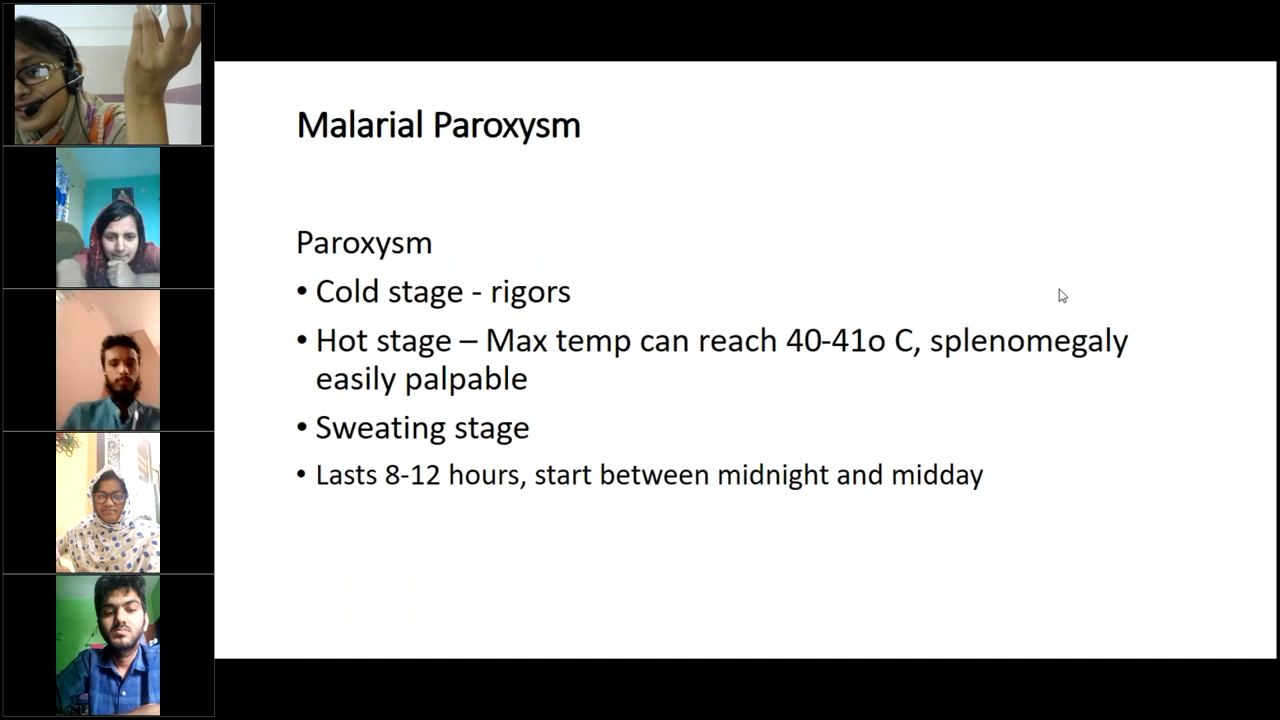 Malarial Paroxysm
Paroxysm
• Cold stage - rigors
• Hot stage – Max temp can reach 40-41o C, splenomegaly
easily palpable
• Sweating stage
• Lasts 8-12 hours, start between midnight and midday